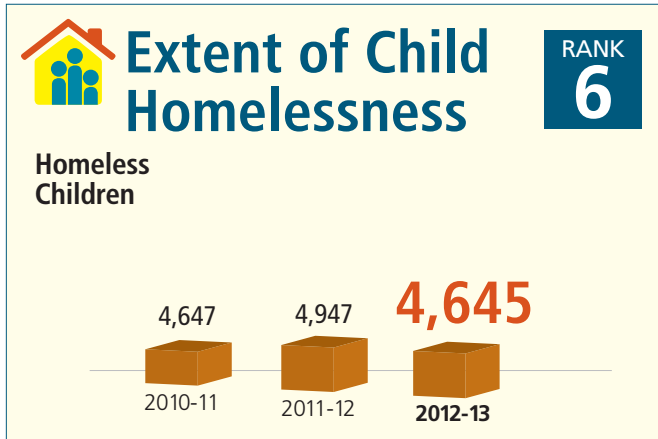 Extent of Child
Homelessness
RANK
6
Homeless
Children
4,647
4,947
4,645
2010-11
2011-12
2012-13